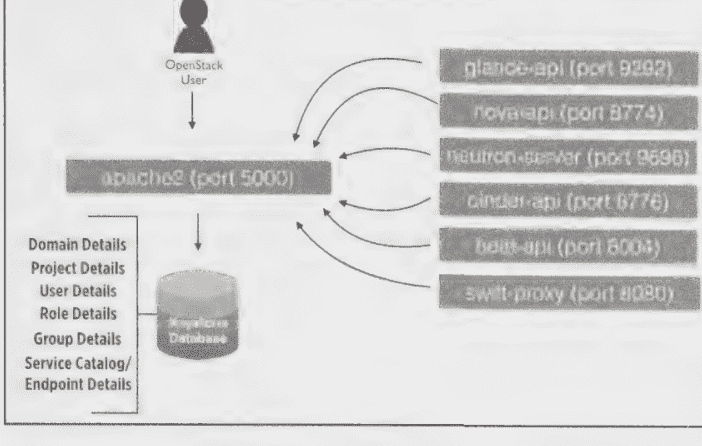 OpenStack
User
glance-api (port 9292)
nova-api (port 8774)
neutron-server (port 9696)
apache2 (port 5000)
cinder-api (port 8776)
heat-api (port 8004)
swift-proxy (port 8080)
Domain Details
Project Details
User Details
Role Details
Group Details
Service Catalog/
Endpoint Details
Keystone
Database